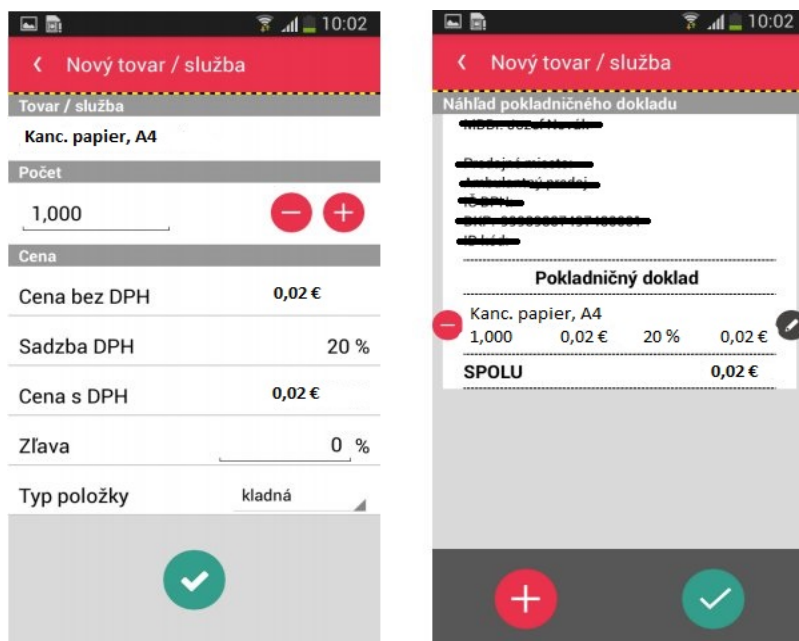 10:02
Nový tovar / služba
Tovar / služba
Kanc. papier, A4
Počet
1,000
Cena
Cena bez DPH 0,02 €
Sadzba DPH 20 %
Cena s DPH 0,02 €
Zľava 0 %
Typ položky kladná
10:02
Nový tovar / služba
Náhľad pokladničného dokladu
Pokladničný doklad
Kanc. papier, A4
1,000 0,02 € 20 % 0,02 €
SPOLU 0,02 €